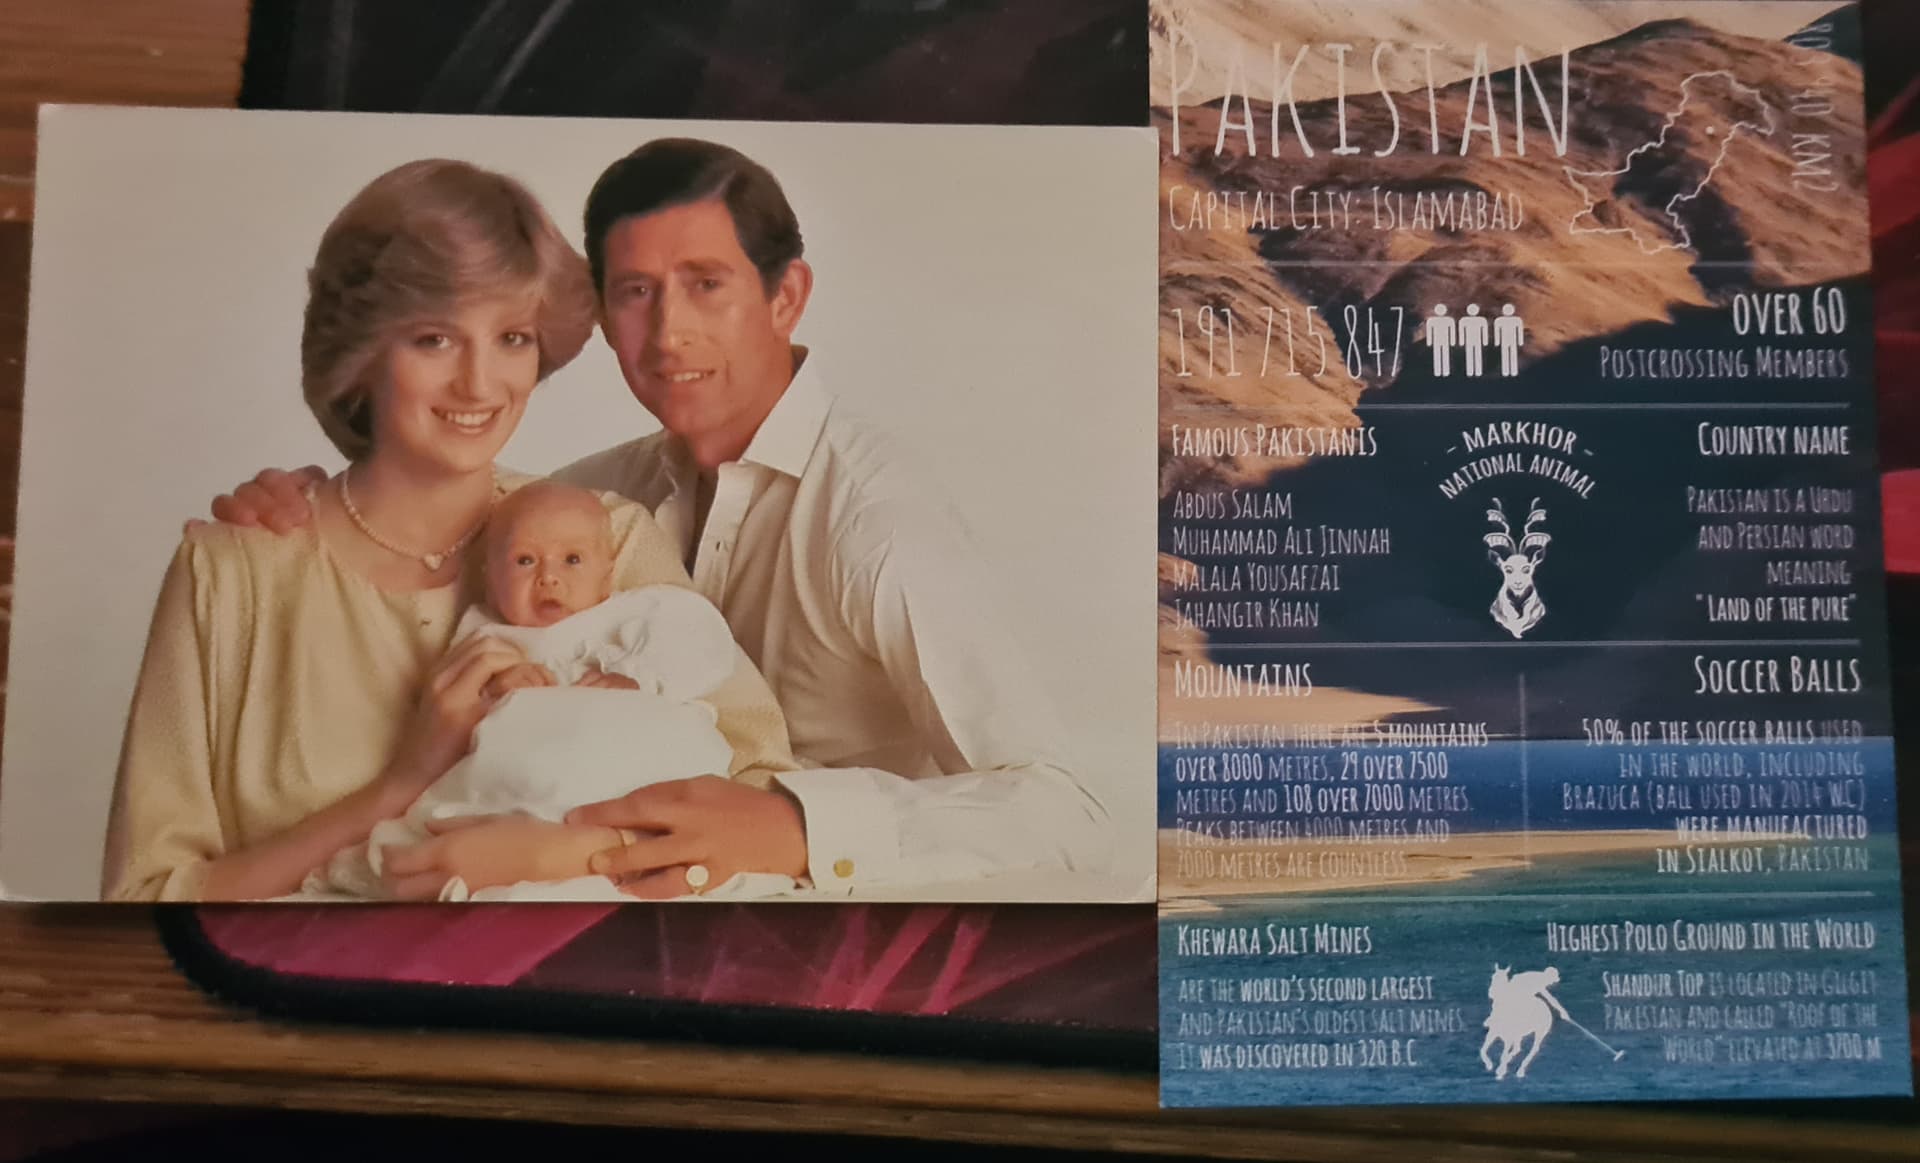 PAKISTAN
803 940 KM2
CAPITAL CITY: ISLAMABAD
191 715 847
OVER 60
POSTCROSSING MEMBERS
FAMOUS PAKISTANIS
ABDUS SALAM
MUHAMMAD ALI JINNAH
MALALA YOUSAFZAI
JAHANGIR KHAN
- MARKHOR -
NATIONAL ANIMAL
COUNTRY NAME
PAKISTAN IS A URDU
AND PERSIAN WORD
MEANING
"LAND OF THE PURE"
MOUNTAINS
IN PAKISTAN THERE ARE 5 MOUNTAINS
OVER 8000 METRES, 29 OVER 7500
METRES AND 108 OVER 7000 METRES.
PEAKS BETWEEN 4000 METRES AND
7000 METRES ARE COUNTLESS
SOCCER BALLS
50% OF THE SOCCER BALLS USED
IN THE WORLD, INCLUDING
BRAZUCA (BALL USED IN 2014 W.C)
WERE MANUFACTURED
IN SIALKOT, PAKISTAN
KHEWARA SALT MINES
ARE THE WORLD'S SECOND LARGEST
AND PAKISTAN'S OLDEST SALT MINES.
IT WAS DISCOVERED IN 320 B.C.
HIGHEST POLO GROUND IN THE WORLD
SHANDUR TOP IS LOCATED IN GILGIT
PAKISTAN AND CALLED "ROOF OF THE
WORLD" ELEVATED AT 3700 M